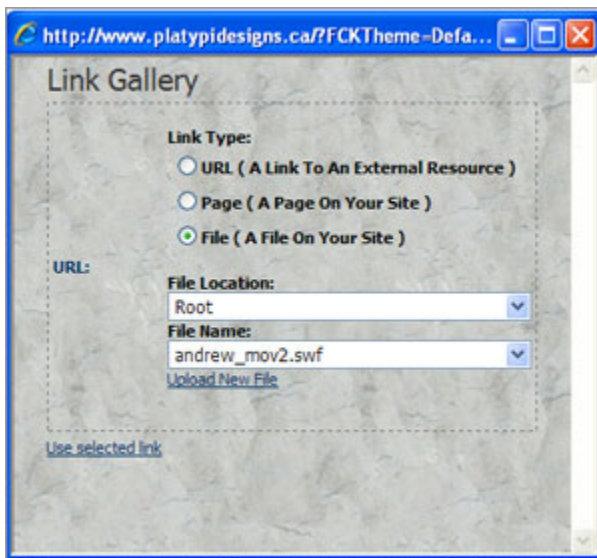 http://www.platypidesigns.ca/?FCKTheme=Defa...
Link Gallery
Link Type:
URL ( A Link To An External Resource )
Page ( A Page On Your Site )
File ( A File On Your Site )
URL:
File Location:
Root
File Name:
andrew_mov2.swf
Upload New File
Use selected link